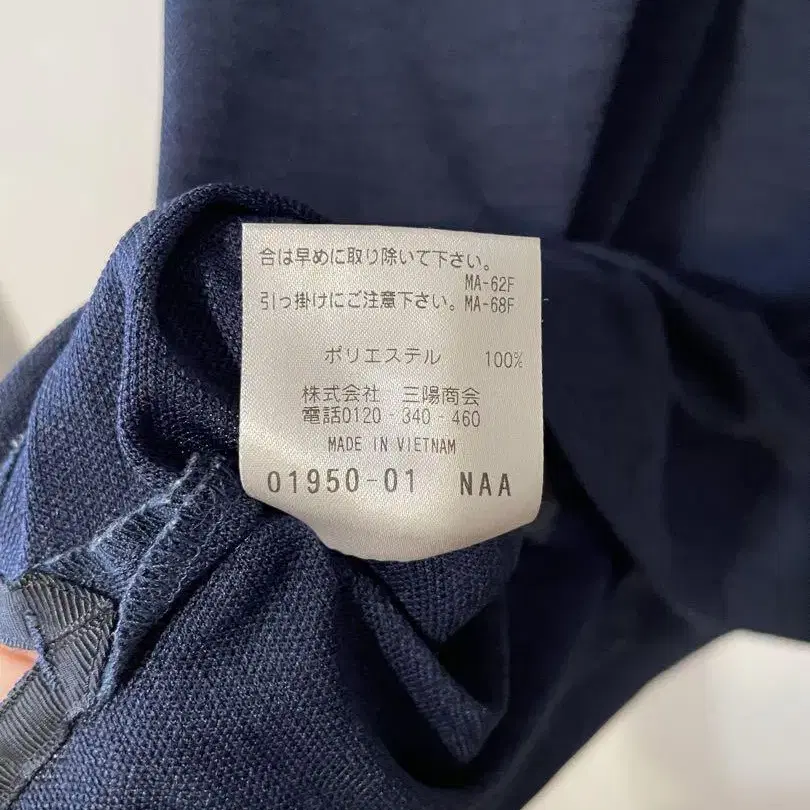 合は早めに取り除いて下さい。
MA-62F
引っ掛けにご注意下さい。MA-68F
ポリエステル 100%
株式会社 三陽商会
電話0120-340-460
MADE IN VIETNAM
01950-01 NAA